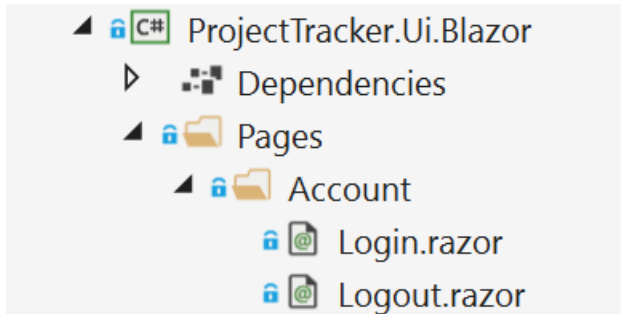 C# ProjectTracker.Ui.Blazor
Dependencies
Pages
Account
@ Login.razor
@ Logout.razor